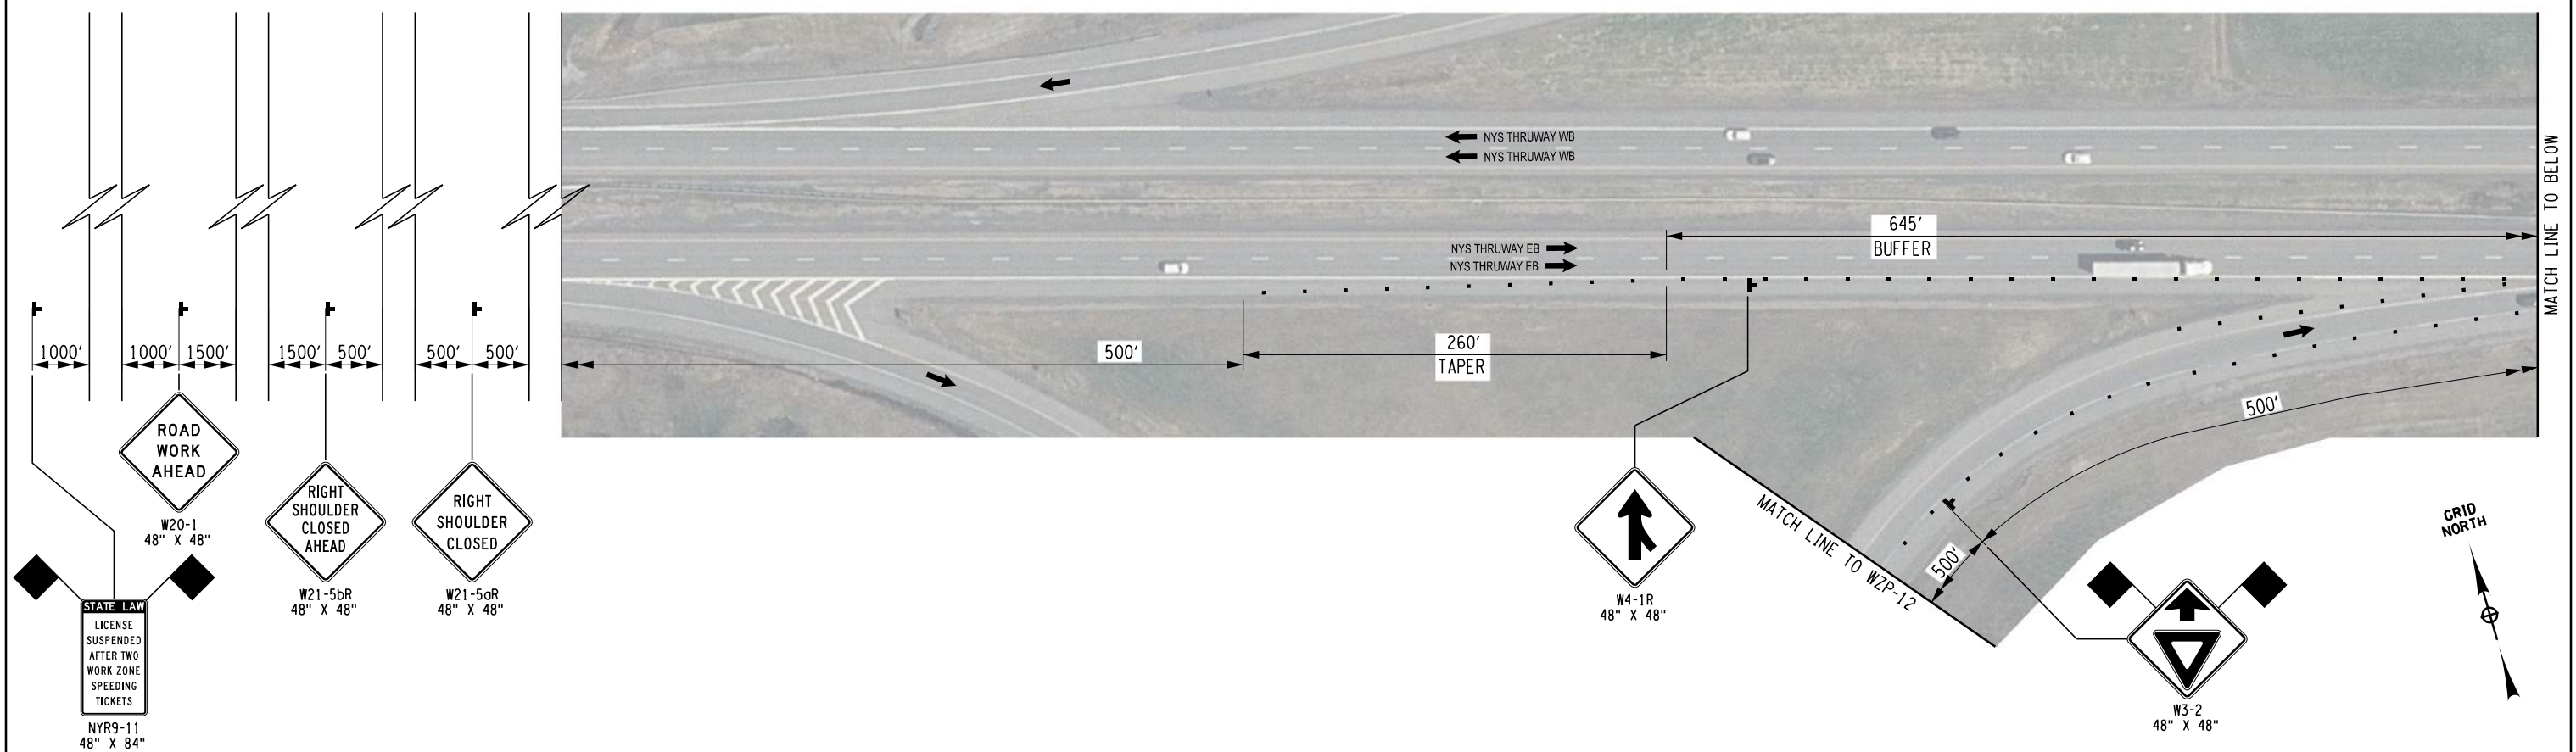 NYS THRUWAY WB
NYS THRUWAY WB
MATCH LINE TO BELOW
645'
BUFFER
NYS THRUWAY EB
NYS THRUWAY EB
1000'
1000'
1500'
1500'
500'
500'
500'
500'
260'
TAPER
500'
ROAD
WORK
AHEAD
W20-1
48" X 48"
RIGHT
SHOULDER
CLOSED
AHEAD
W21-5bR
48" X 48"
RIGHT
SHOULDER
CLOSED
W21-5aR
48" X 48"
STATE LAW
LICENSE
SUSPENDED
AFTER TWO
WORK ZONE
SPEEDING
TICKETS
NYR9-11
48" X 84"
W4-1R
48" X 48"
MATCH LINE TO WZP-12
500'
W3-2
48" X 48"
GRID
NORTH